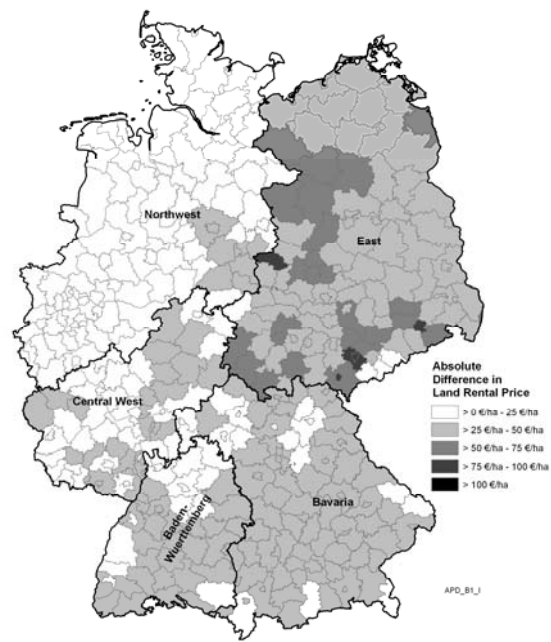 Northwest
East
Central West
Baden-
Wuerttemberg
Bavaria
Absolute
Difference in
Land Rental Price
> 0 €/ha - 25 €/ha
> 25 €/ha - 50 €/ha
> 50 €/ha - 75 €/ha
> 75 €/ha - 100 €/ha
> 100 €/ha
APD_B1_I